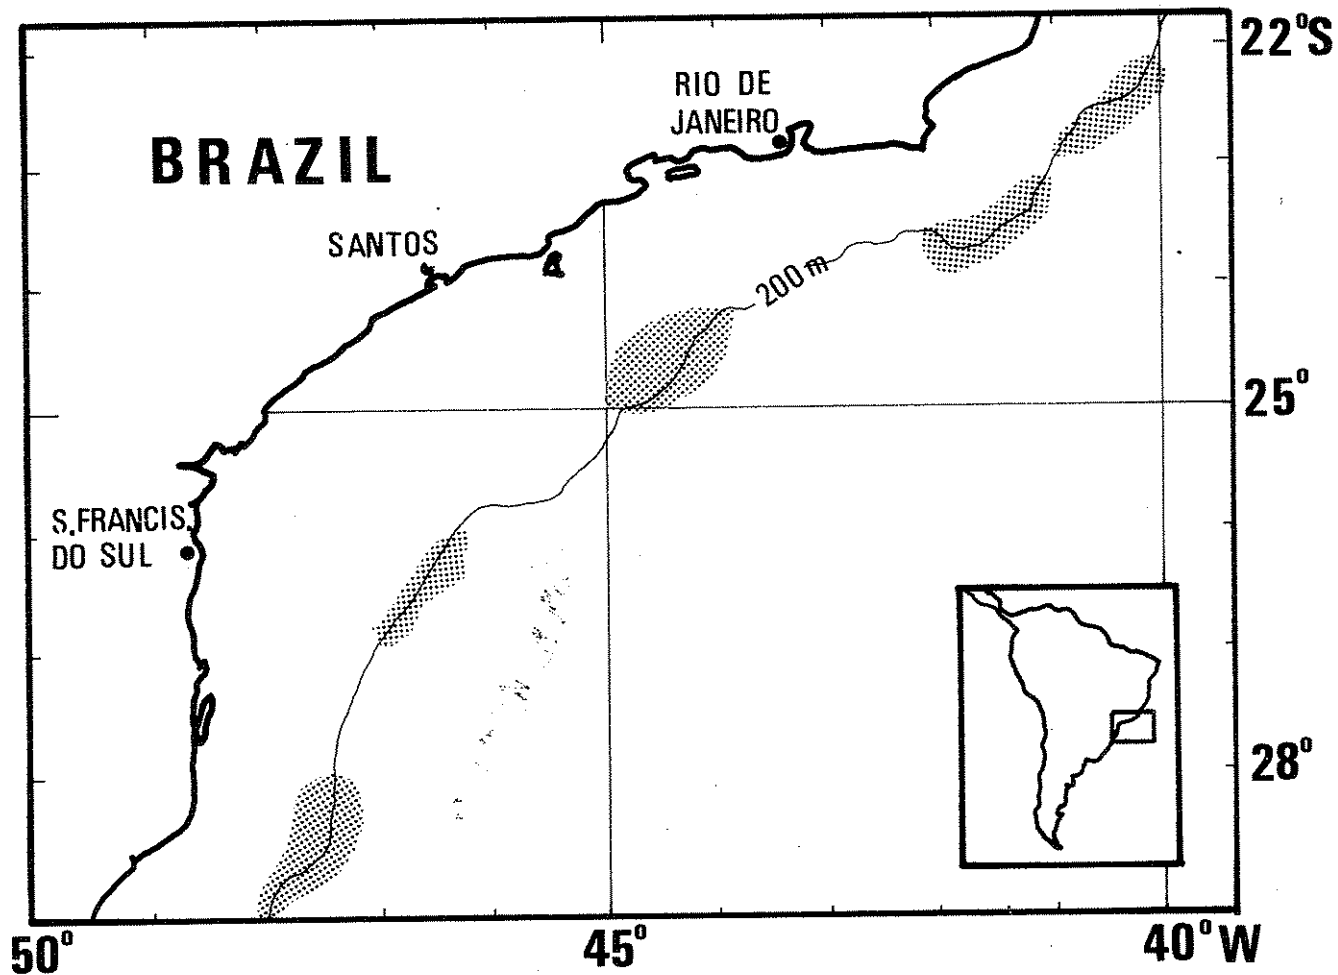 22°S
RIO DE
JANEIRO
BRAZIL
SANTOS
200 m
25°
S.FRANCIS.
DO SUL
28°
50°
45°
40°W